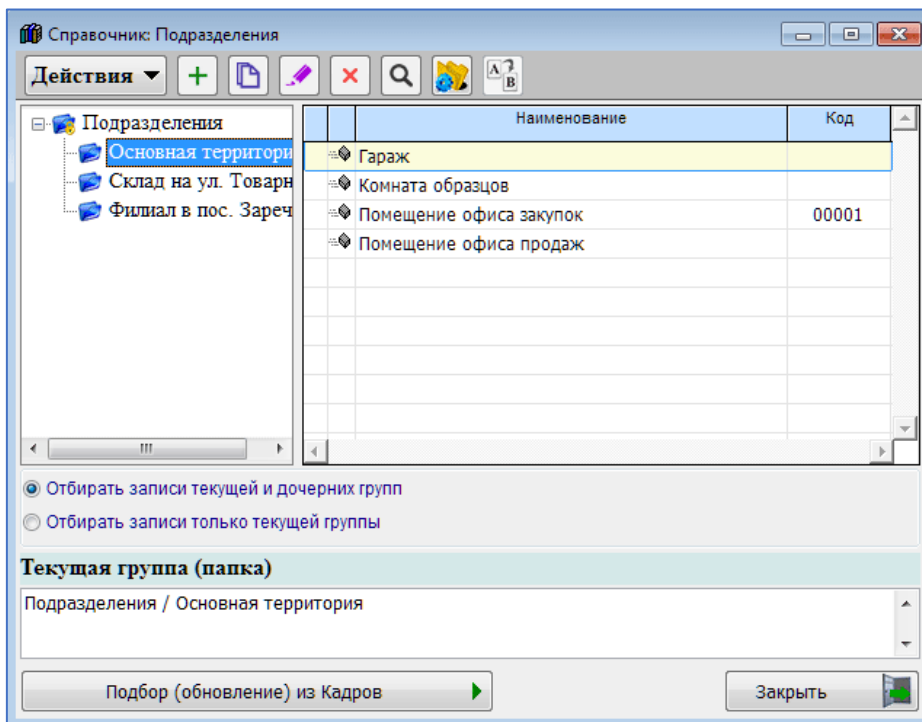 Справочник: Подразделения
Действия
Подразделения
Основная территори
Склад на ул. Товарн
Филиал в пос. Зареч
Наименование Код
Гараж
Комната образцов
Помещение офиса закупок 00001
Помещение офиса продаж
Отбирать записи текущей и дочерних групп
Отбирать записи только текущей группы
Текущая группа (папка)
Подразделения / Основная территория
Подбор (обновление) из Кадров Закрыть